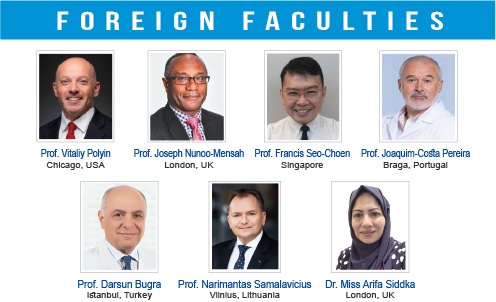 FOREIGN FACULTIES
Prof. Vitaliy Polyin
Chicago, USA
Prof. Joseph Nunoo-Mensah
London, UK
Prof. Francis Seo-Choen
Singapore
Prof. Joaquim-Costa Pereira
Braga, Portugal
Prof. Darsun Bugra
Istanbul, Turkey
Prof. Narimantas Samalavicius
Vilnius, Lithuania
Dr. Miss Arifa Siddka
London, UK